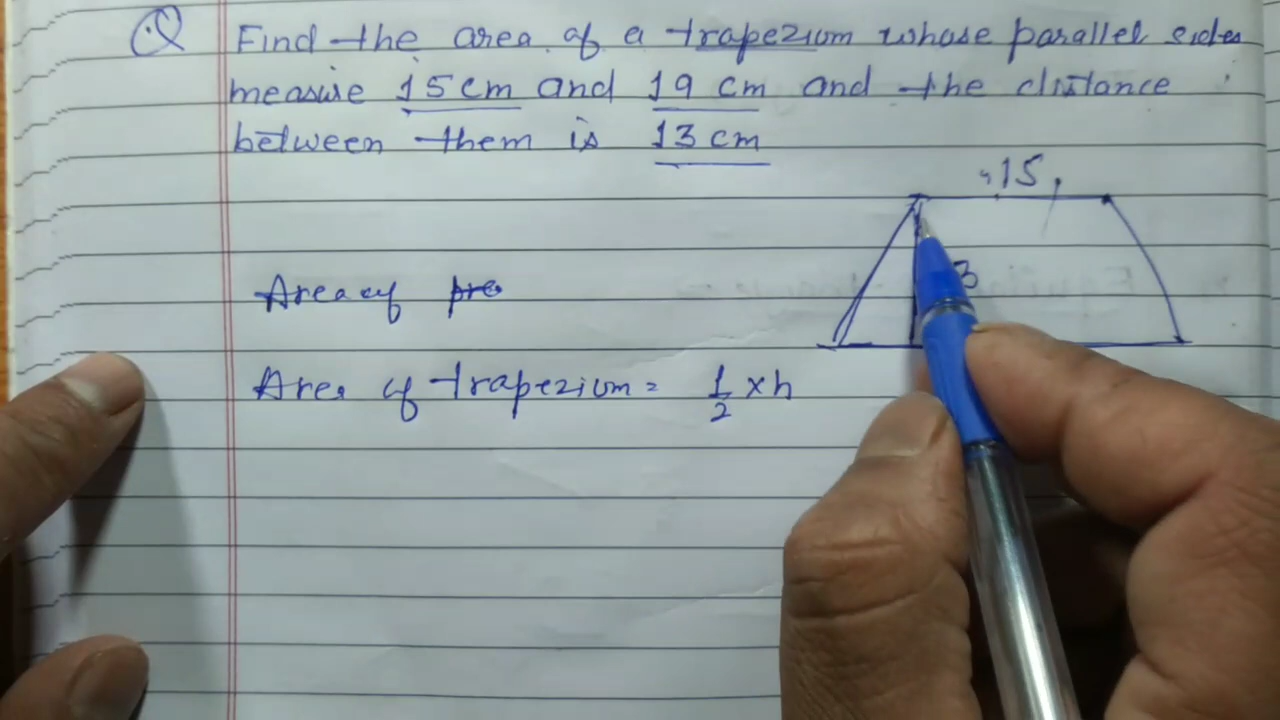 Q Find the area of a trapezium whose parallel sides
measure 15 cm and 19 cm and the distance
between them is 13 cm
15
3
Area of pre
Area of trapezium = 1/2 x h